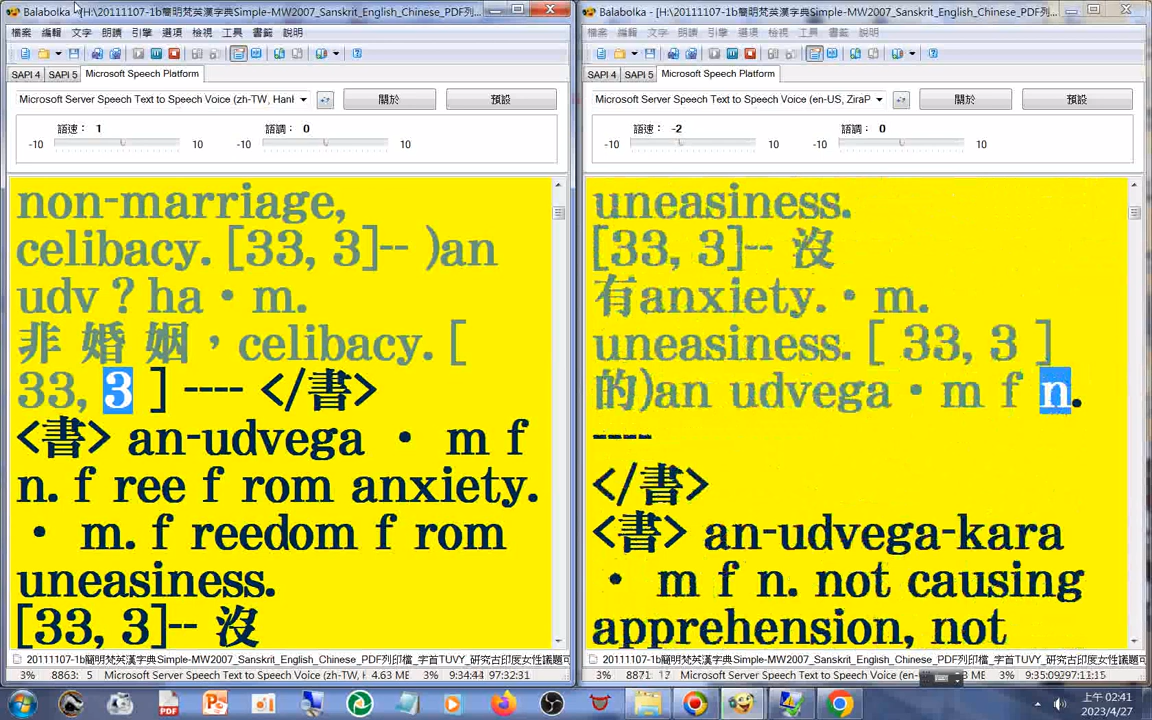 Balabolka - [H:\20111107-1b簡明梵英漢字典Simple-MW2007_Sanskrit_English_Chinese_PDF列...
檔案 編輯 文字 朗讀 引擎 選項 檢視 工具 書籤 說明
SAPI 4 SAPI 5 Microsoft Speech Platform
Microsoft Server Speech Text to Speech Voice (zh-TW, HanH 關於 預設
語速： 1 語調： 0
-10 10 -10 10
non-marriage,
celibacy. [33, 3]-- )an
udv ? ha • m.
非 婚 姻，celibacy. [
33, 3 ] ---- </書>
<書> an-udvega • m f
n. f ree f rom anxiety.
• m. f reedom f rom
uneasiness.
[33, 3]-- 沒
20111107-1b簡明梵英漢字典Simple-MW2007_Sanskrit_English_Chinese_PDF列印檔_字首TUVY_研究古印度女性議題可
3% 8863: 5 Microsoft Server Speech Text to Speech Voice (zh-TW, H 4.63 MB 3% 9:34:44 97:32:31
Balabolka - [H:\20111107-1b簡明梵英漢字典Simple-MW2007_Sanskrit_English_Chinese_PDF列...
檔案 編輯 文字 朗讀 引擎 選項 檢視 工具 書籤 說明
SAPI 4 SAPI 5 Microsoft Speech Platform
Microsoft Server Speech Text to Speech Voice (en-US, ZiraP 關於 預設
語速： -2 語調： 0
-10 10 -10 10
uneasiness.
[33, 3]-- 沒
有anxiety. • m.
uneasiness. [ 33, 3 ]
的)an udvega • m f n.
----
</書>
<書> an-udvega-kara
• m f n. not causing
apprehension, not
20111107-1b簡明梵英漢字典Simple-MW2007_Sanskrit_English_Chinese_PDF列印檔_字首TUVY_研究古印度女性議題可
3% 8871: Microsoft Server Speech Text to Speech Voice (en-US, Zira MB 3% 9:35:09
上午 02:41
2023/4/27